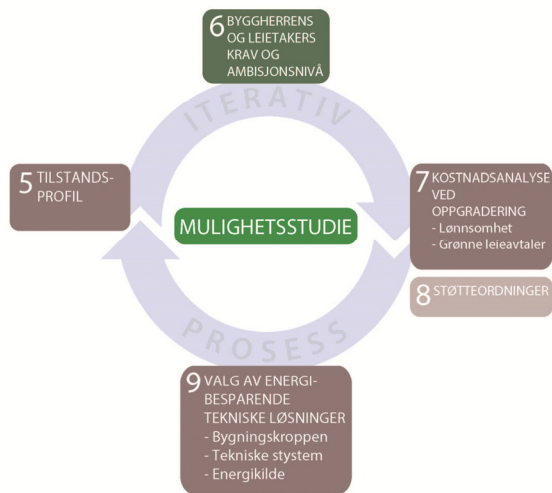 6 BYGGHERRENS
OG LEIETAKERS
KRAV OG
AMBISJONSNIVÅ
ITERATIV
5 TILSTANDS-
PROFIL
MULIGHETSSTUDIE
7 KOSTNADSANALYSE
VED
OPPGRADERING
- Lønnsomhet
- Grønne leieavtaler
8 STØTTEORDNINGER
PROSESS
9 VALG AV ENERGI-
BESPARENDE
TEKNISKE LØSNINGER
- Bygningskroppen
- Tekniske stystem
- Energikilde